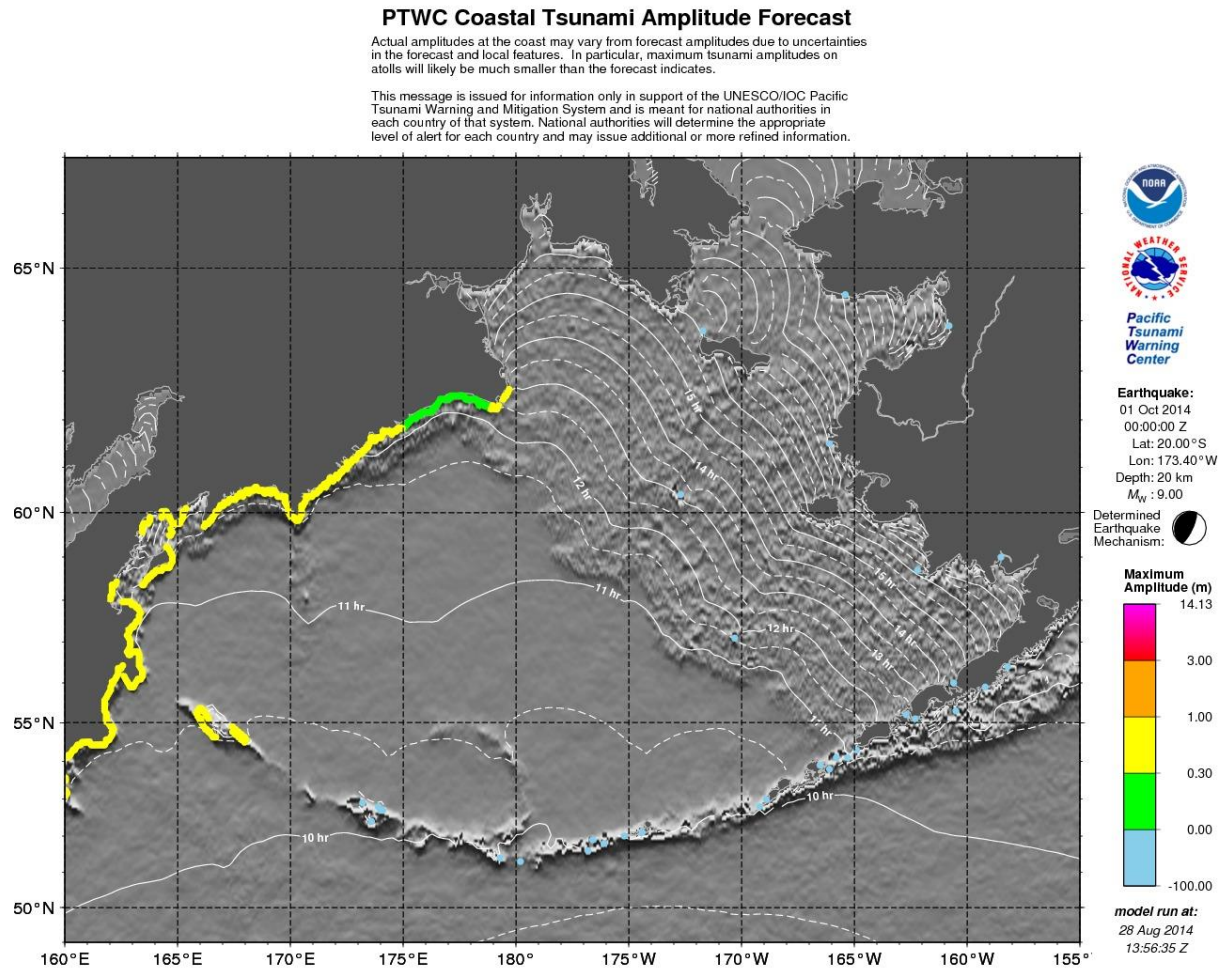 PTWC Coastal Tsunami Amplitude Forecast
Actual amplitudes at the coast may vary from forecast amplitudes due to uncertainties
in the forecast and local features. In particular, maximum tsunami amplitudes on
atolls will likely be much smaller than the forecast indicates.
This message is issued for information only in support of the UNESCO/IOC Pacific
Tsunami Warning and Mitigation System and is meant for national authorities in
each country of that system. National authorities will determine the appropriate
level of alert for each country and may issue additional or more refined information.
65°N
60°N
55°N
50°N
160°E
165°E
170°E
175°E
180°
175°W
170°W
165°W
160°W
155°W
15 hr
14 hr
12 hr
15 hr
11 hr
11 hr
12 hr
14 hr
13 hr
11 hr
10 hr
10 hr
NOAA
NATIONAL WEATHER SERVICE
Pacific
Tsunami
Warning
Center
Earthquake:
01 Oct 2014
00:00:00 Z
Lat: 20.00°S
Lon: 173.40°W
Depth: 20 km
Mw : 9.00
Determined
Earthquake
Mechanism:
Maximum
Amplitude (m)
14.13
3.00
1.00
0.30
0.00
-100.00
model run at:
28 Aug 2014
13:56:35 Z